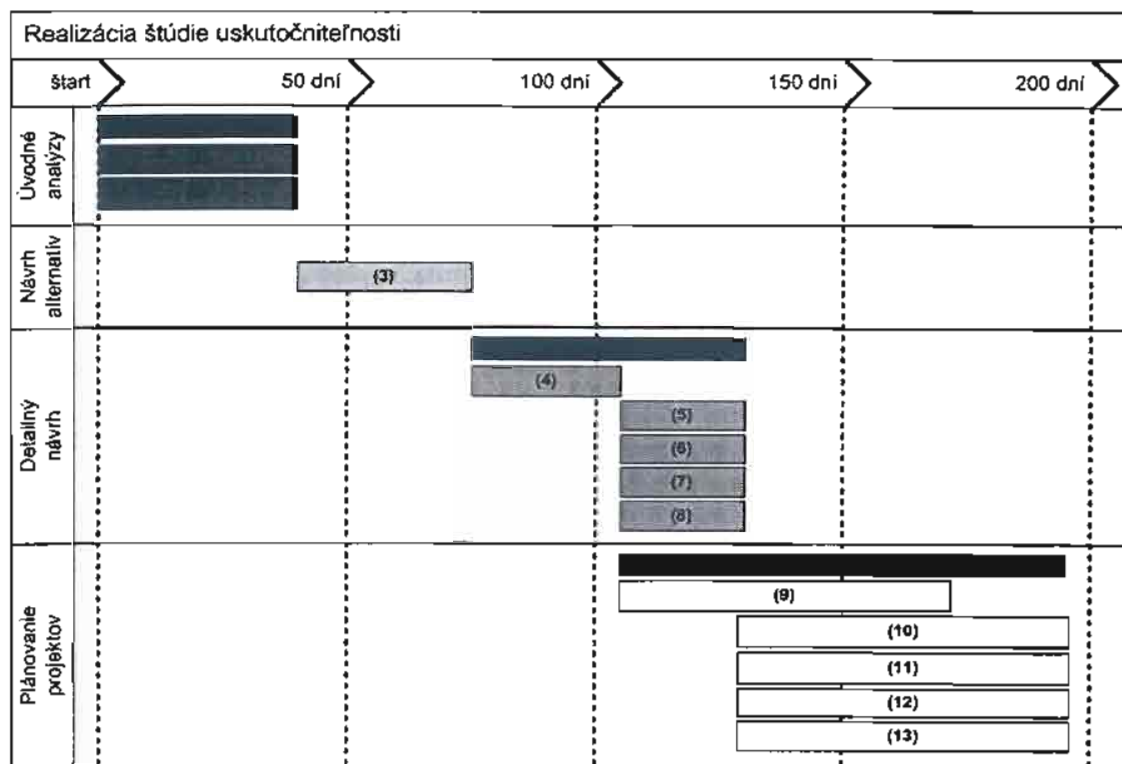 Realizácia štúdie uskutočniteľnosti
štart
50 dní
100 dní
150 dní
200 dní
Úvodné
analýzy
Návrh
alternatív
(3)
Detailný
návrh
(4)
(5)
(6)
(7)
(8)
Plánovanie
projektov
(9)
(10)
(11)
(12)
(13)